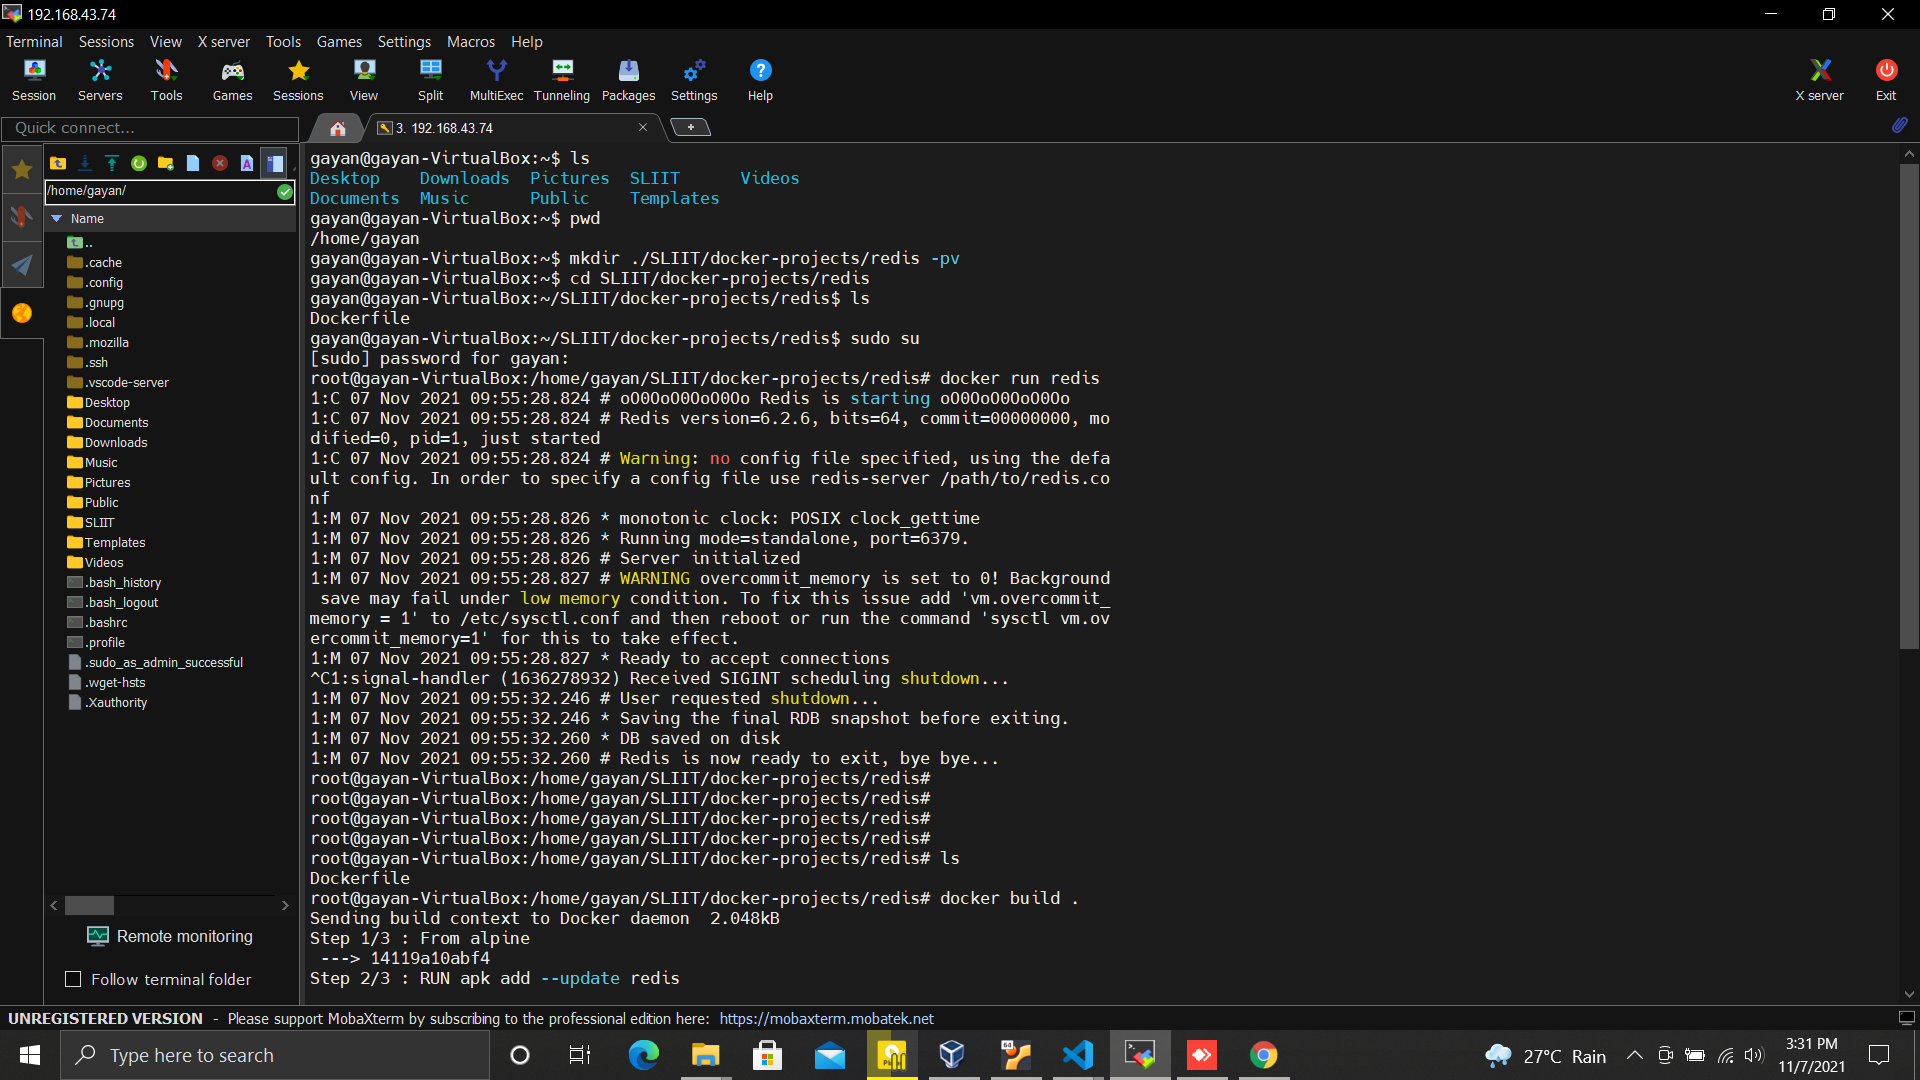 192.168.43.74
Terminal Sessions View X server Tools Games Settings Macros Help
Session Servers Tools Games Sessions View Split MultiExec Tunneling Packages Settings Help X server Exit
Quick connect...
3. 192.168.43.74
/home/gayan/
Name
..
.cache
.config
.gnupg
.local
.mozilla
.ssh
.vscode-server
Desktop
Documents
Downloads
Music
Pictures
Public
SLIIT
Templates
Videos
.bash_history
.bash_logout
.bashrc
.profile
.sudo_as_admin_successful
.wget-hsts
.Xauthority
Remote monitoring
Follow terminal folder
gayan@gayan-VirtualBox:~$ ls
Desktop Downloads Pictures SLIIT Videos
Documents Music Public Templates
gayan@gayan-VirtualBox:~$ pwd
/home/gayan
gayan@gayan-VirtualBox:~$ mkdir ./SLIIT/docker-projects/redis -pv
gayan@gayan-VirtualBox:~$ cd SLIIT/docker-projects/redis
gayan@gayan-VirtualBox:~/SLIIT/docker-projects/redis$ ls
Dockerfile
gayan@gayan-VirtualBox:~/SLIIT/docker-projects/redis$ sudo su
[sudo] password for gayan:
root@gayan-VirtualBox:/home/gayan/SLIIT/docker-projects/redis# docker run redis
1:C 07 Nov 2021 09:55:28.824 # oO0OoO0OoO0Oo Redis is starting oO0OoO0OoO0Oo
1:C 07 Nov 2021 09:55:28.824 # Redis version=6.2.6, bits=64, commit=00000000, mo
dified=0, pid=1, just started
1:C 07 Nov 2021 09:55:28.824 # Warning: no config file specified, using the defa
ult config. In order to specify a config file use redis-server /path/to/redis.co
nf
1:M 07 Nov 2021 09:55:28.826 * monotonic clock: POSIX clock_gettime
1:M 07 Nov 2021 09:55:28.826 * Running mode=standalone, port=6379.
1:M 07 Nov 2021 09:55:28.826 # Server initialized
1:M 07 Nov 2021 09:55:28.827 # WARNING overcommit_memory is set to 0! Background
save may fail under low memory condition. To fix this issue add 'vm.overcommit_
memory = 1' to /etc/sysctl.conf and then reboot or run the command 'sysctl vm.ov
ercommit_memory=1' for this to take effect.
1:M 07 Nov 2021 09:55:28.827 * Ready to accept connections
^C1:signal-handler (1636278932) Received SIGINT scheduling shutdown...
1:M 07 Nov 2021 09:55:32.246 # User requested shutdown...
1:M 07 Nov 2021 09:55:32.246 * Saving the final RDB snapshot before exiting.
1:M 07 Nov 2021 09:55:32.260 * DB saved on disk
1:M 07 Nov 2021 09:55:32.260 # Redis is now ready to exit, bye bye...
root@gayan-VirtualBox:/home/gayan/SLIIT/docker-projects/redis#
root@gayan-VirtualBox:/home/gayan/SLIIT/docker-projects/redis#
root@gayan-VirtualBox:/home/gayan/SLIIT/docker-projects/redis#
root@gayan-VirtualBox:/home/gayan/SLIIT/docker-projects/redis#
root@gayan-VirtualBox:/home/gayan/SLIIT/docker-projects/redis# ls
Dockerfile
root@gayan-VirtualBox:/home/gayan/SLIIT/docker-projects/redis# docker build .
Sending build context to Docker daemon 2.048kB
Step 1/3 : From alpine
---> 14119a10abf4
Step 2/3 : RUN apk add --update redis
UNREGISTERED VERSION - Please support MobaXterm by subscribing to the professional edition here: https://mobaxterm.mobatek.net
Type here to search
27°C Rain
3:31 PM
11/7/2021